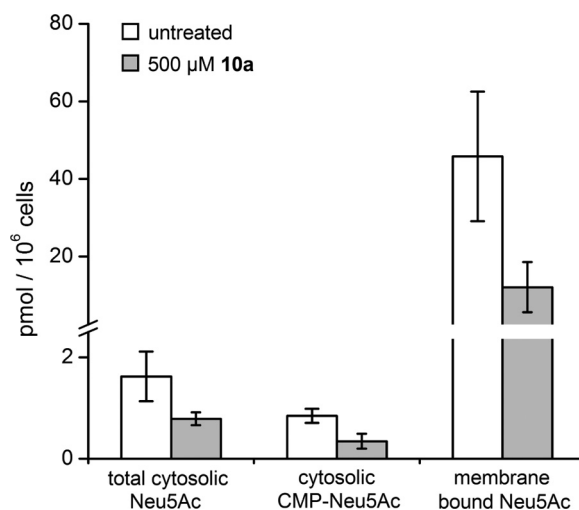 80
60
40
20
2
0
pmol / 10⁶ cells
untreated
500 µM 10a
total cytosolic
Neu5Ac
cytosolic
CMP-Neu5Ac
membrane
bound Neu5Ac